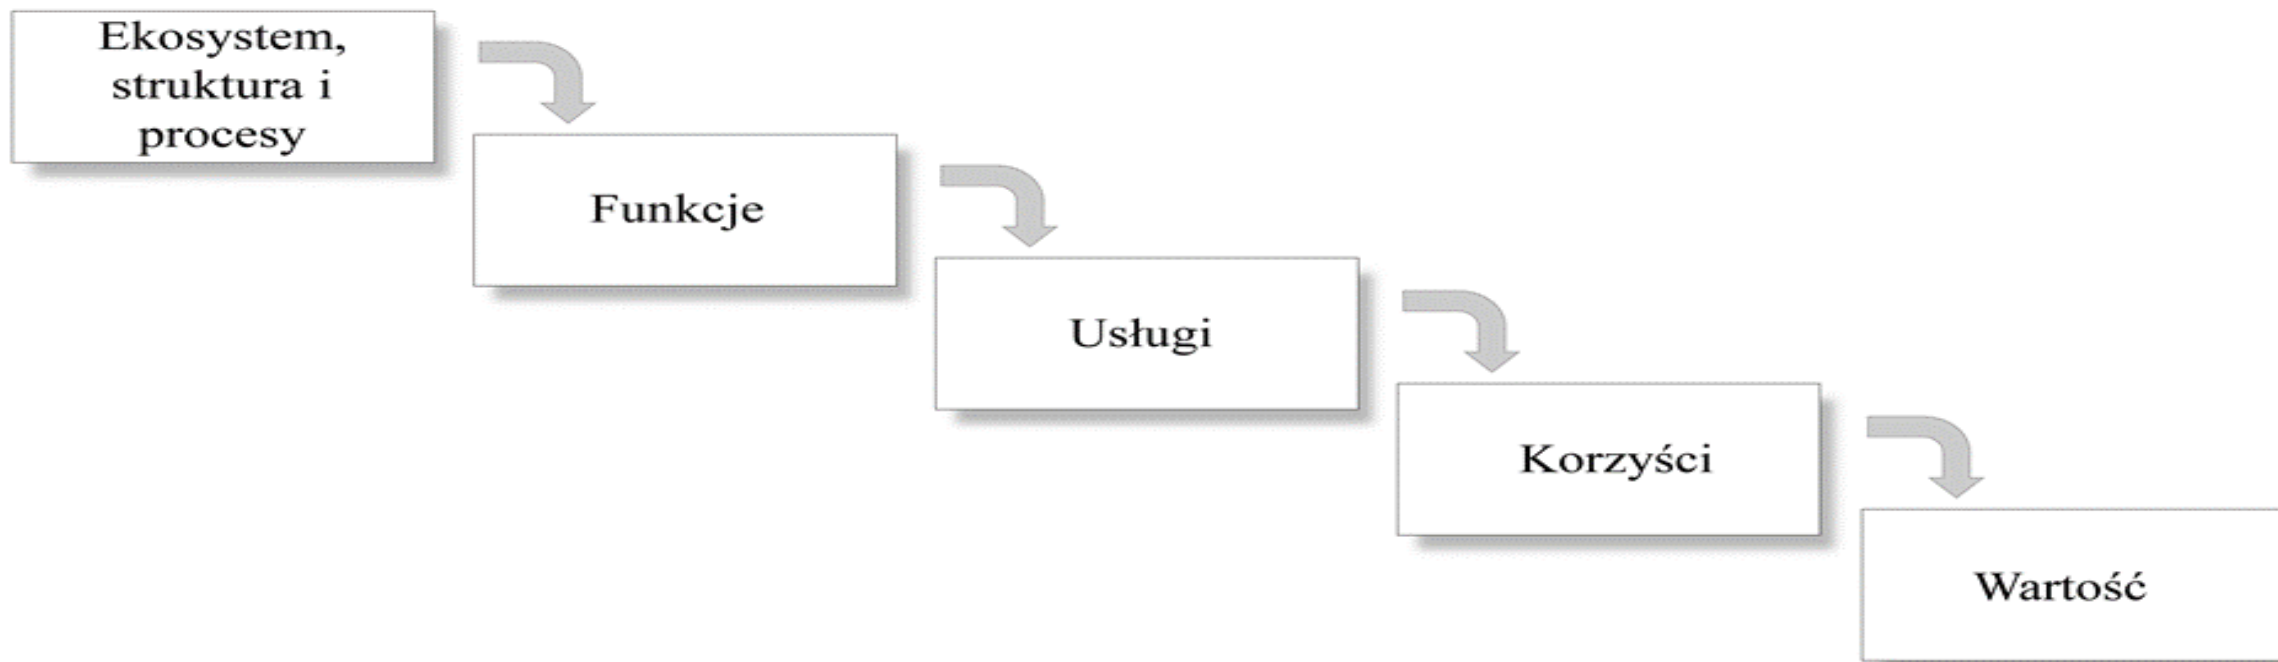 Ekosystem,
struktura i
procesy
Funkcje
Usługi
Korzyści
Wartość